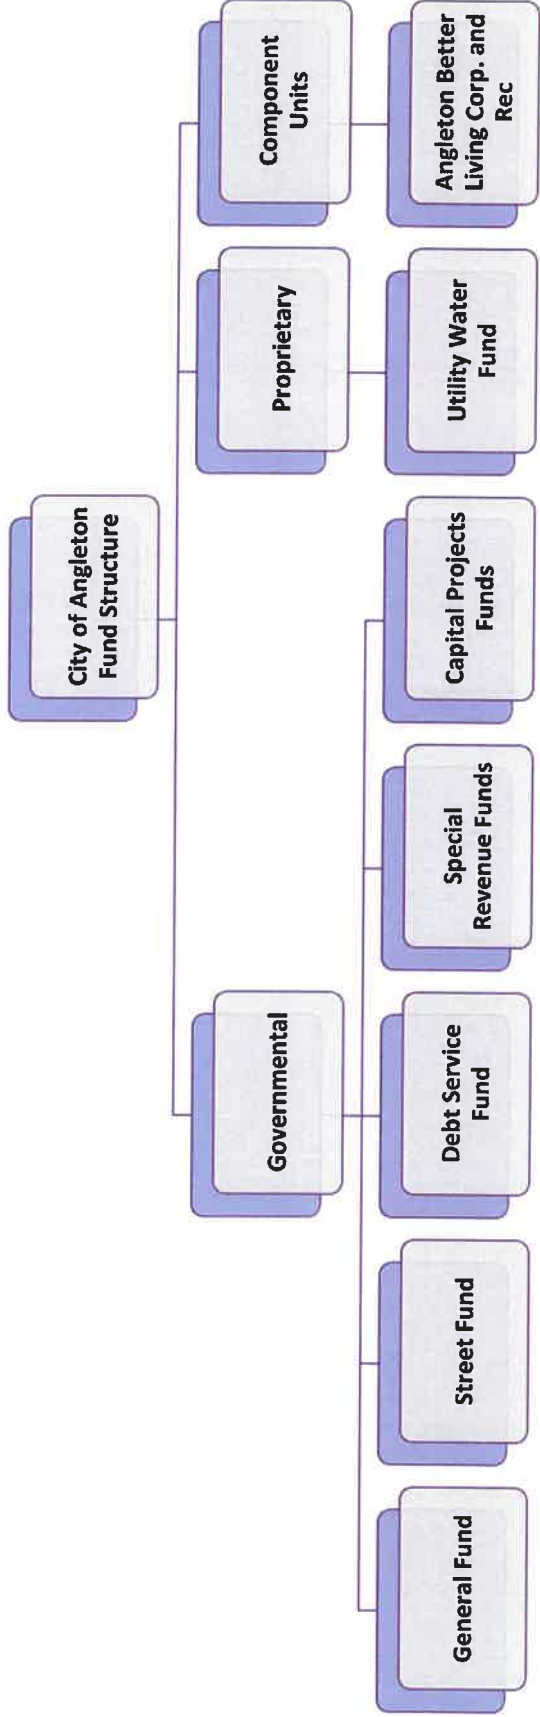 City of Angleton
Fund Structure
Governmental
Proprietary
Component
Units
General Fund
Street Fund
Debt Service
Fund
Special
Revenue Funds
Capital Projects
Funds
Utility Water
Fund
Angleton Better
Living Corp. and
Rec